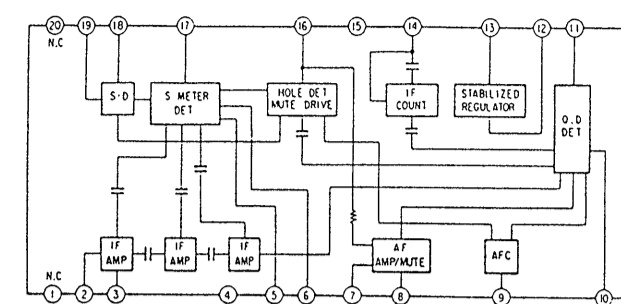 20 19 18 17 16 15 14 13 12 11
N.C
S·D
S METER
DET
HOLE DET
MUTE DRIVE
IF
COUNT
STABILIZED
REGULATOR
Q.D
DET
IF
AMP
IF
AMP
IF
AMP
AF
AMP/MUTE
AFC
N.C
1 2 3 4 5 6 7 8 9 10